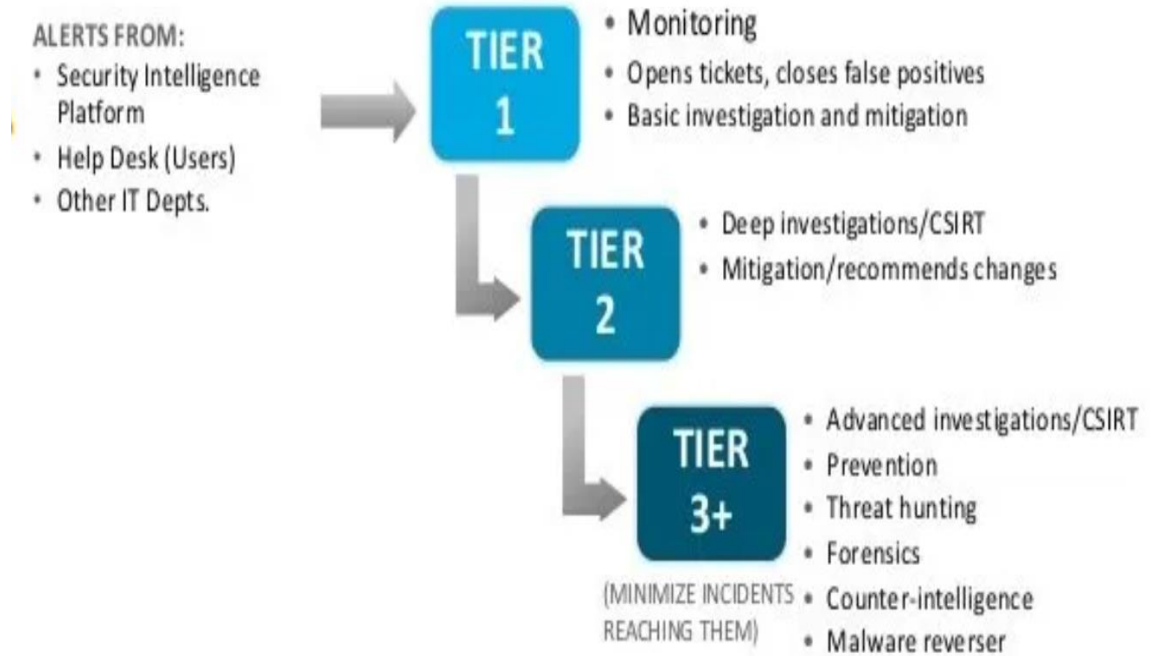 ALERTS FROM:
• Security Intelligence
Platform
• Help Desk (Users)
• Other IT Depts.
TIER
1
• Monitoring
• Opens tickets, closes false positives
• Basic investigation and mitigation
TIER
2
• Deep investigations/CSIRT
• Mitigation/recommends changes
TIER
3+
(MINIMIZE INCIDENTS
REACHING THEM)
• Advanced investigations/CSIRT
• Prevention
• Threat hunting
• Forensics
• Counter-intelligence
• Malware reverser